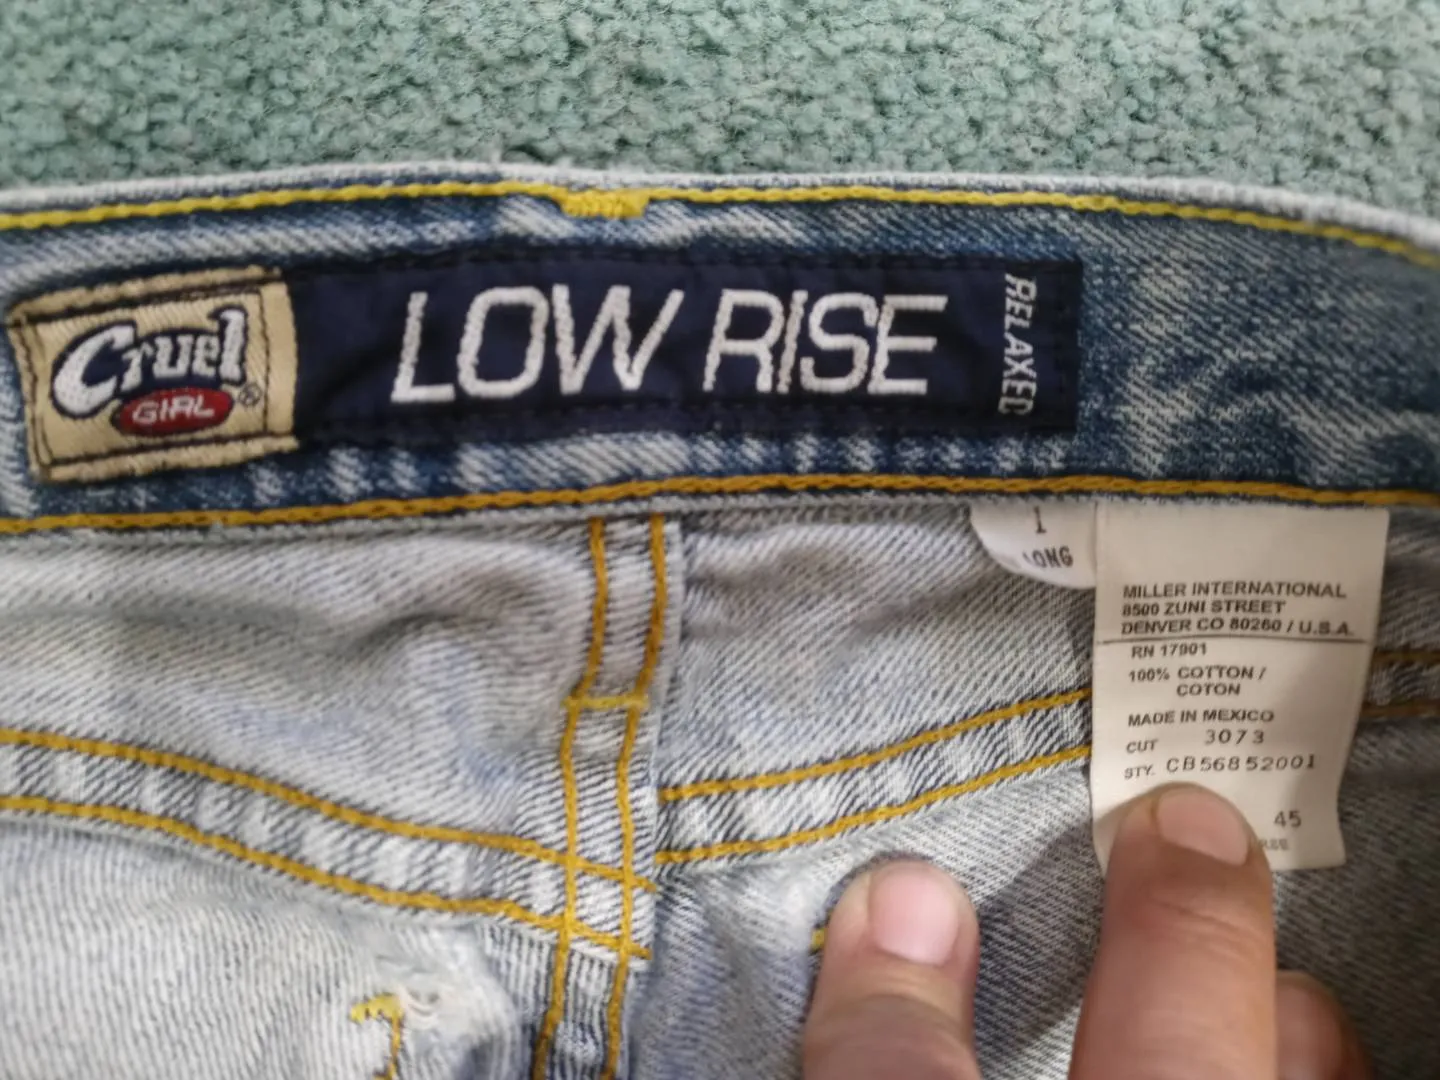 Cruel
GIRL ®
LOW RISE
RELAXED
1
LONG
MILLER INTERNATIONAL
8500 ZUNI STREET
DENVER CO 80260 / U.S.A.
RN 17901
100% COTTON /
COTON
MADE IN MEXICO
CUT 3073
STY. CB56852001
45